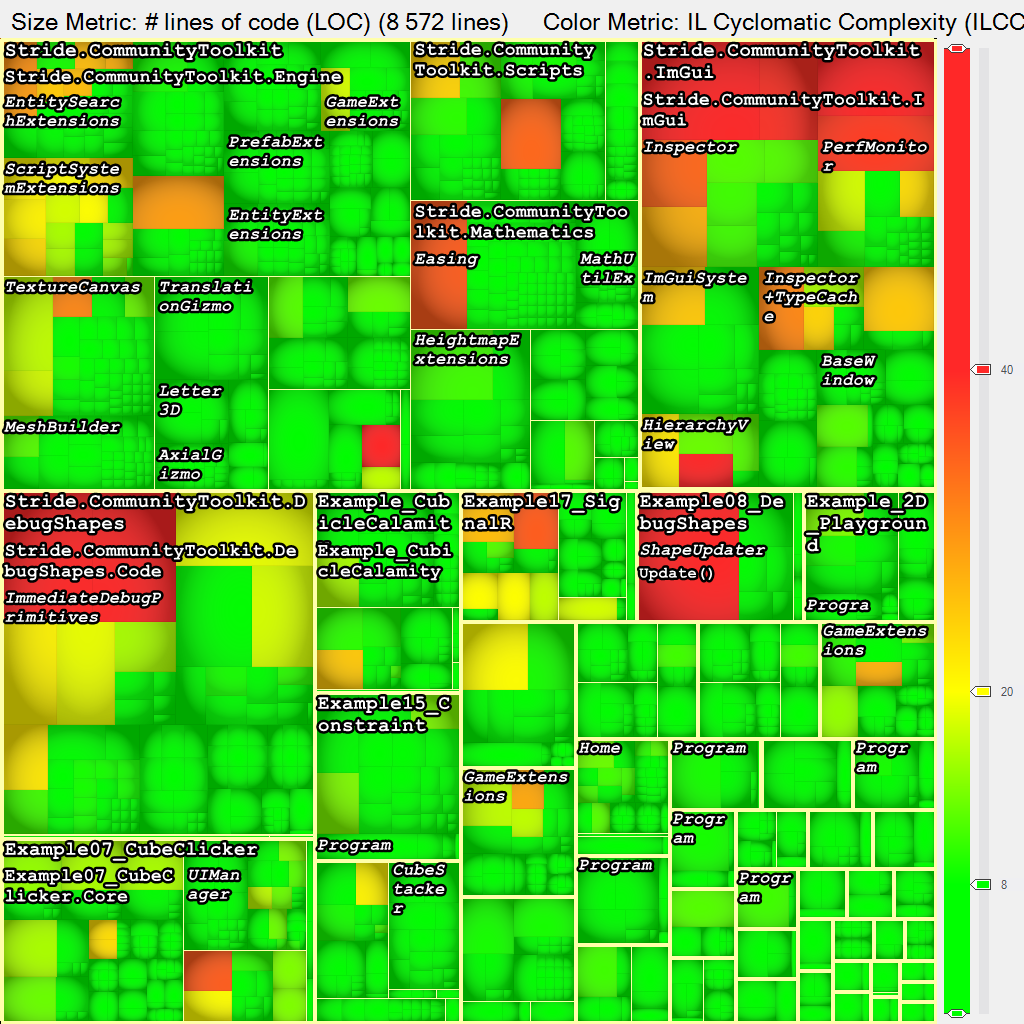 Size Metric: # lines of code (LOC) (8 572 lines)
Color Metric: IL Cyclomatic Complexity (ILCC
Stride.CommunityToolkit
Stride.CommunityToolkit.Engine
EntitySearc
hExtensions
GameExt
ensions
PrefabExt
ensions
ScriptSyste
mExtensions
EntityExt
ensions
Stride.Community
Toolkit.Scripts
Stride.CommunityToolkit
.ImGui
Stride.CommunityToolkit.I
mGui
Inspector
PerfMonito
r
Stride.CommunityToo
lkit.Mathematics
Easing
MathU
tilEx
TextureCanvas
Translati
onGizmo
Letter
3D
MeshBuilder
AxialG
izmo
HeightmapE
xtensions
ImGuiSyste
m
Inspector
+TypeCach
e
BaseW
indow
HierarchyV
iew
40
Stride.CommunityToolkit.D
ebugShapes
Stride.CommunityToolkit.De
bugShapes.Code
ImmediateDebugP
rimitives
Example_Cub
icleCalamit
Example_Cubi
cleCalamity
Example17_Sig
nalR
Example08_De
bugShapes
ShapeUpdater
Update()
Example_2D
_Playgroun
d
Progra
GameExtens
ions
20
Example15_C
onstraint
Program
GameExtens
ions
Home
Program
Progr
am
Progr
am
Program
Progr
am
8
Example07_CubeClicker
Example07_CubeC
licker.Core
UIMan
ager
CubeS
tacke
r